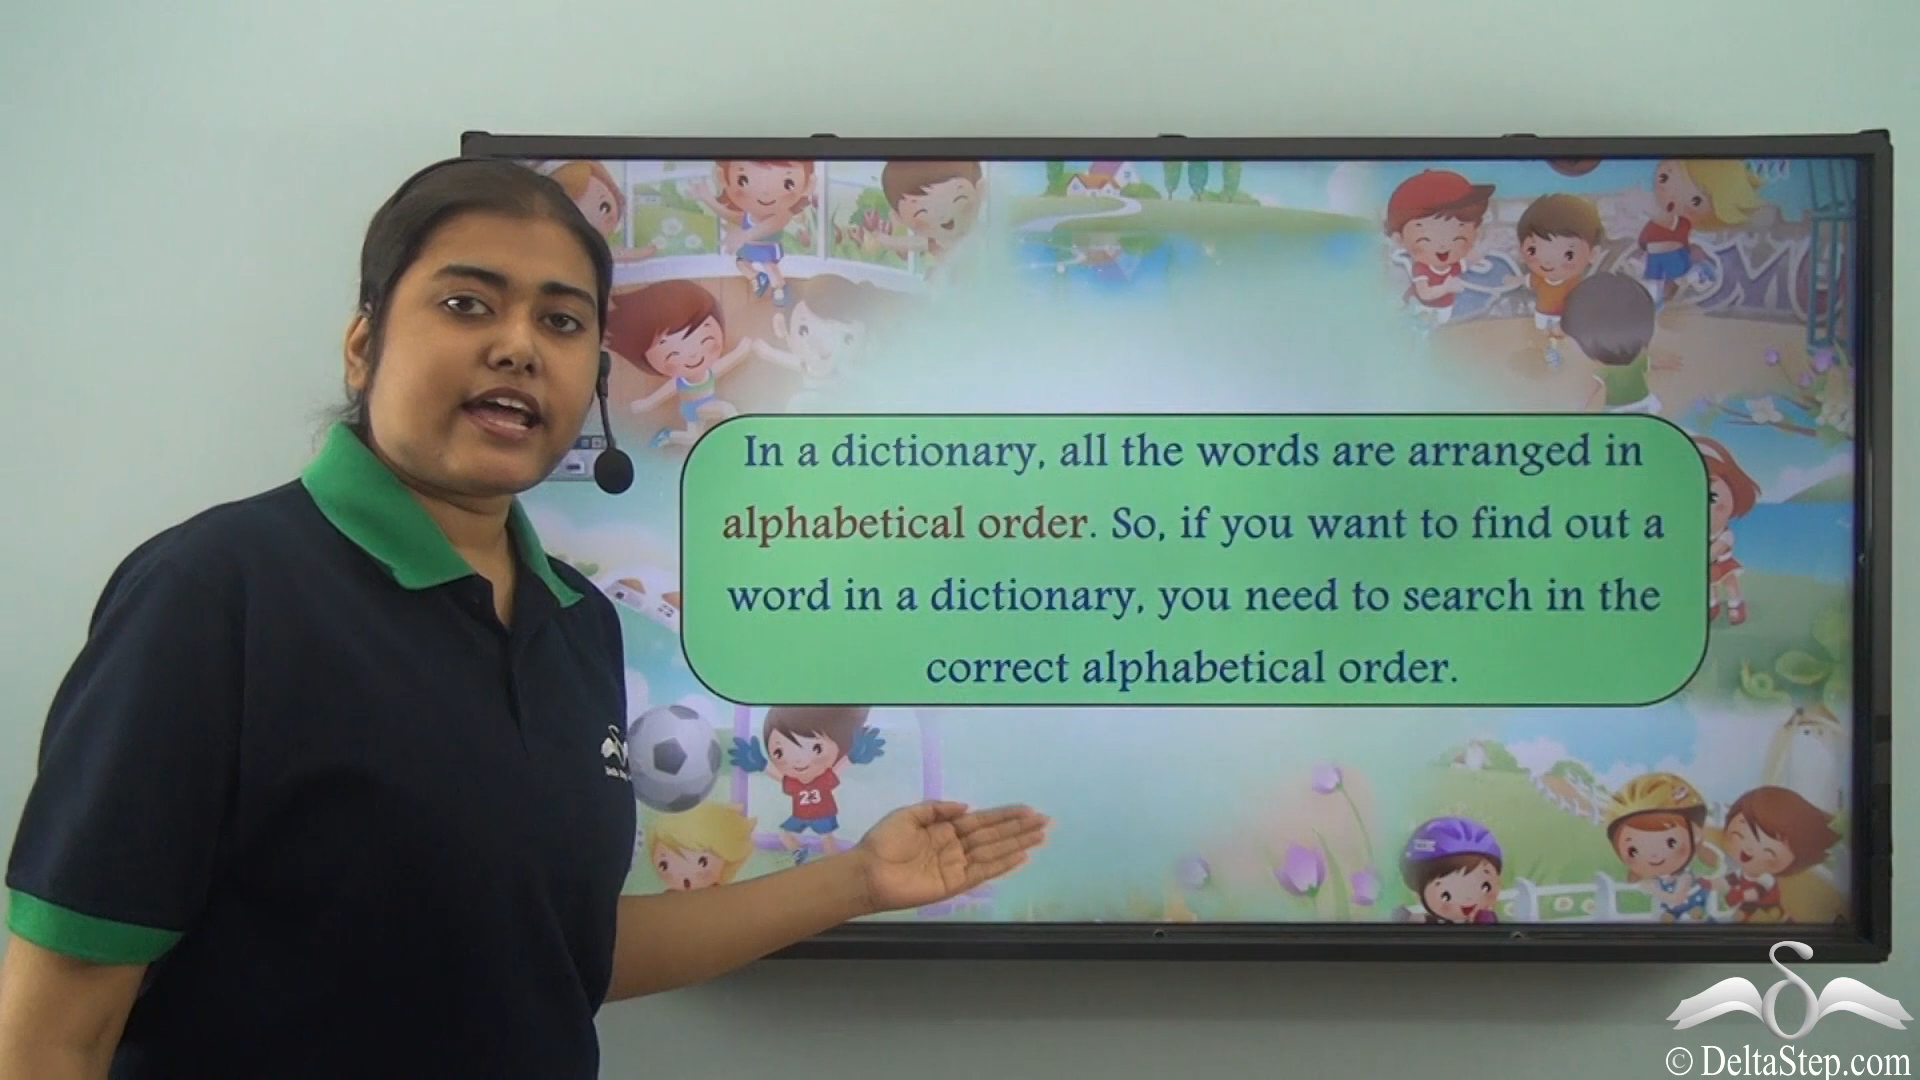 In a dictionary, all the words are arranged in
alphabetical order. So, if you want to find out a
word in a dictionary, you need to search in the
correct alphabetical order.
23
© DeltaStep.com